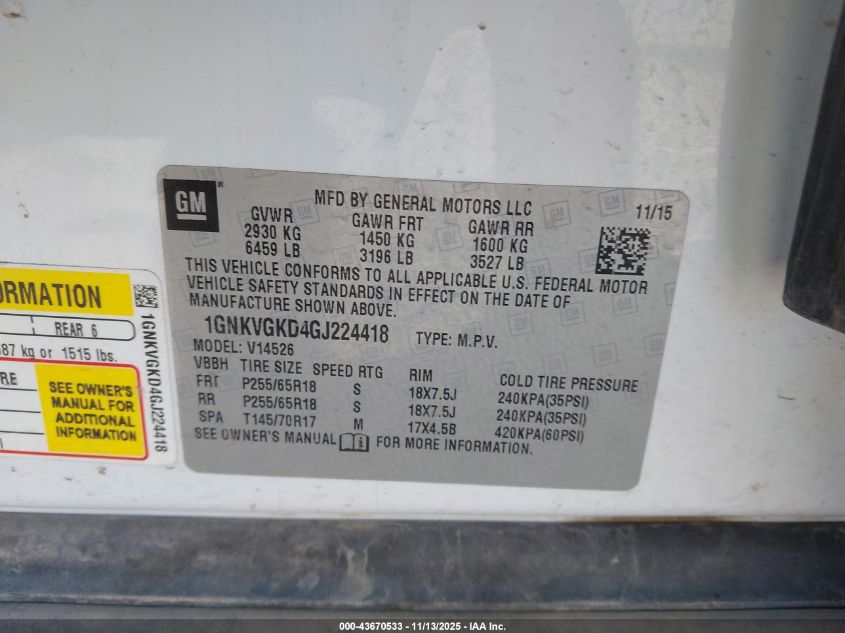 GM ®
MFD BY GENERAL MOTORS LLC 11/15
GVWR GAWR FRT GAWR RR
2930 KG 1450 KG 1600 KG
6459 LB 3196 LB 3527 LB
THIS VEHICLE CONFORMS TO ALL APPLICABLE U.S. FEDERAL MOTOR
VEHICLE SAFETY STANDARDS IN EFFECT ON THE DATE OF
MANUFACTURE SHOWN ABOVE.
1GNKVGKD4GJ224418 TYPE: M.P.V.
MODEL: V14526
VBBH TIRE SIZE SPEED RTG RIM COLD TIRE PRESSURE
FRT P255/65R18 S 18X7.5J 240KPA(35PSI)
RR P255/65R18 S 18X7.5J 240KPA(35PSI)
SPA T145/70R17 M 17X4.5B 420KPA(60PSI)
SEE OWNER'S MANUAL FOR MORE INFORMATION.
ORMATION
REAR 6
87 kg or 1515 lbs.
RE
SEE OWNER'S
MANUAL FOR
ADDITIONAL
INFORMATION
1GNKVGKD4GJ224418
000-43670533 - 11/13/2025 - IAA Inc.